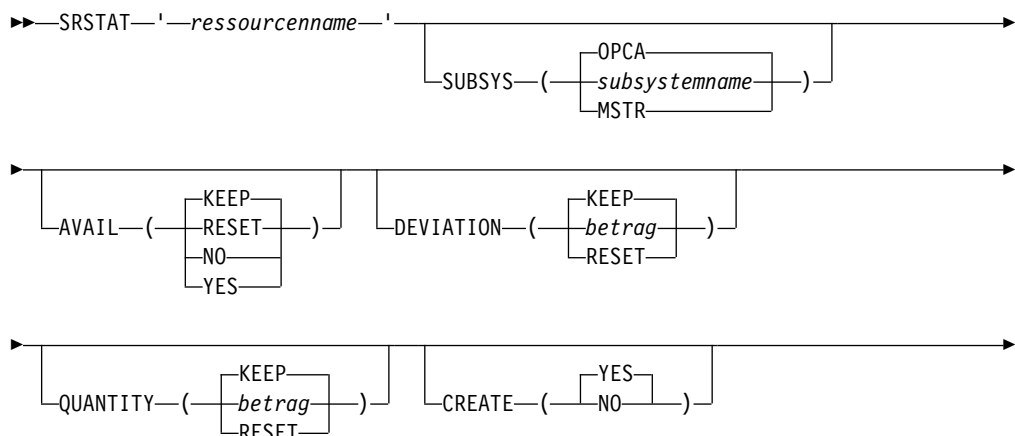 SRSTAT ' ressourcenname '
SUBSYS ( OPCA )
subsystemname
MSTR
AVAIL ( KEEP )
RESET
NO
YES
DEVIATION ( KEEP )
betrag
RESET
QUANTITY ( KEEP )
betrag
RESET
CREATE ( YES )
NO